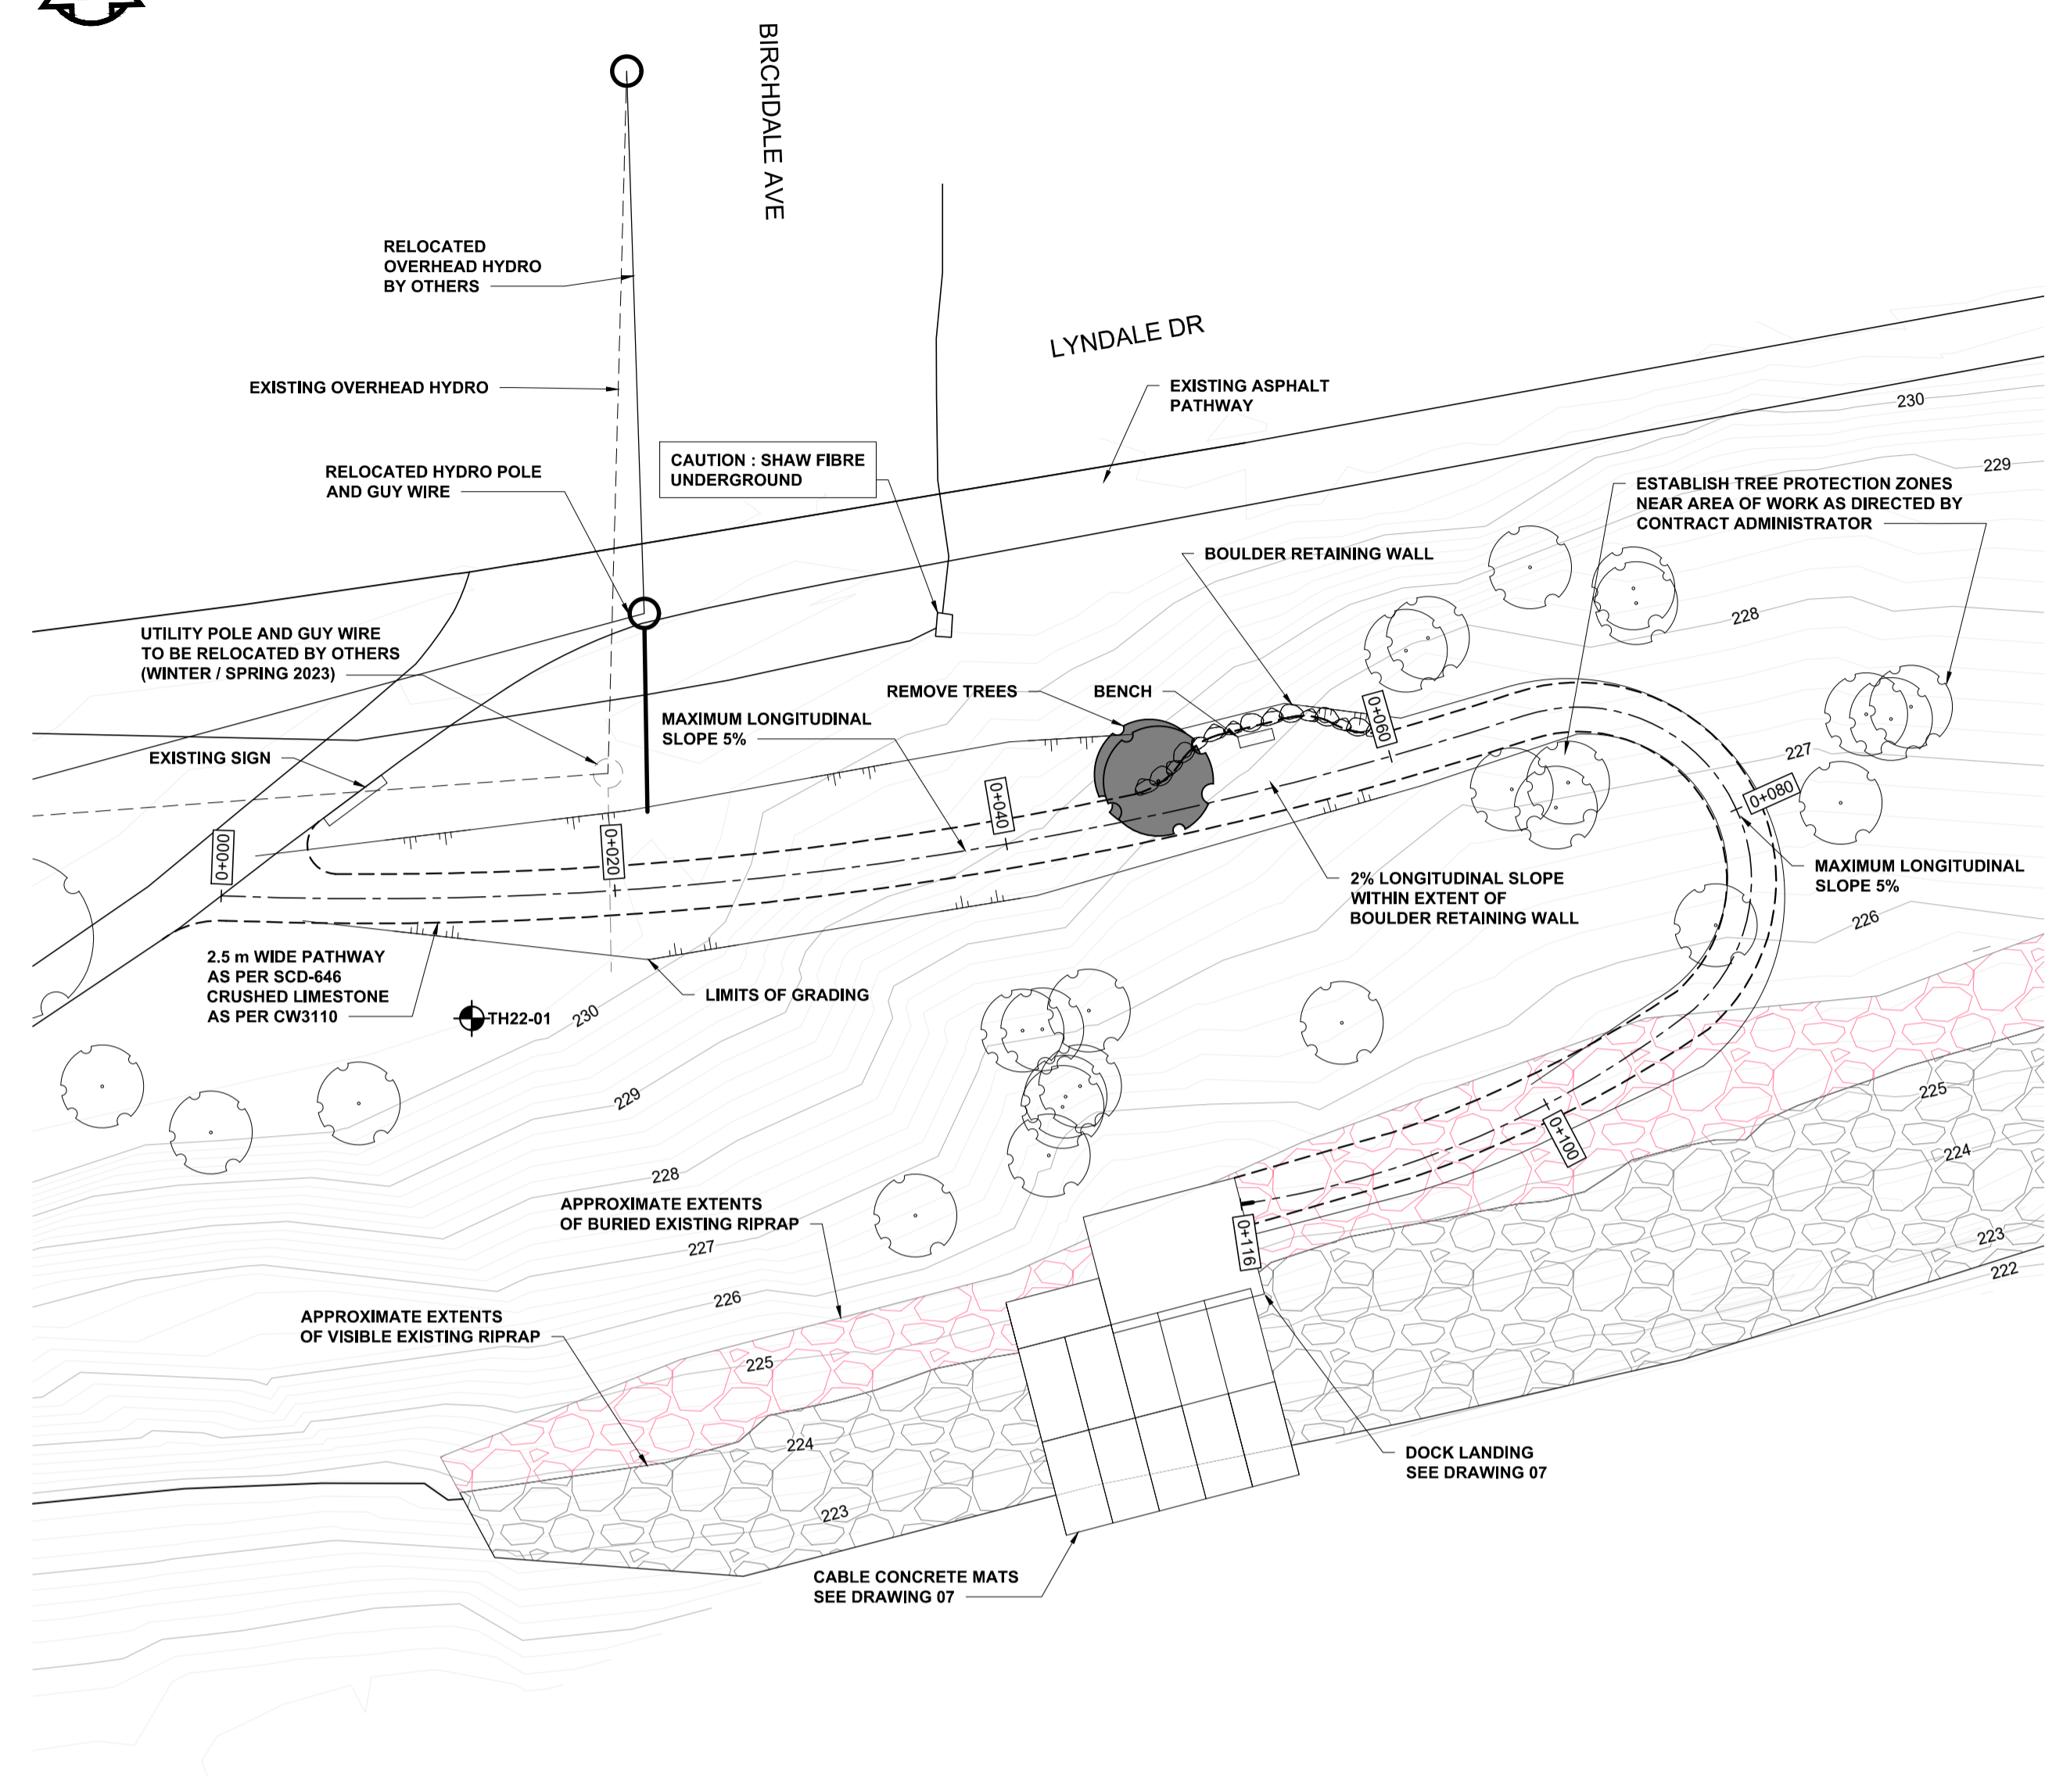 BIRCHDALE AVE
RELOCATED
OVERHEAD HYDRO
BY OTHERS
LYNDALE DR
EXISTING OVERHEAD HYDRO
EXISTING ASPHALT
PATHWAY
230
CAUTION : SHAW FIBRE
UNDERGROUND
RELOCATED HYDRO POLE
AND GUY WIRE
229
ESTABLISH TREE PROTECTION ZONES
NEAR AREA OF WORK AS DIRECTED BY
CONTRACT ADMINISTRATOR
BOULDER RETAINING WALL
228
UTILITY POLE AND GUY WIRE
TO BE RELOCATED BY OTHERS
(WINTER / SPRING 2023)
REMOVE TREES
BENCH
MAXIMUM LONGITUDINAL
SLOPE 5%
0+060
227
EXISTING SIGN
0+080
0+040
0+000
0+020
MAXIMUM LONGITUDINAL
SLOPE 5%
2% LONGITUDINAL SLOPE
WITHIN EXTENT OF
BOULDER RETAINING WALL
226
2.5 m WIDE PATHWAY
AS PER SCD-646
CRUSHED LIMESTONE
AS PER CW3110
LIMITS OF GRADING
TH22-01
230
229
225
0+100
224
228
APPROXIMATE EXTENTS
OF BURIED EXISTING RIPRAP
0+116
227
223
222
226
APPROXIMATE EXTENTS
OF VISIBLE EXISTING RIPRAP
225
224
DOCK LANDING
SEE DRAWING 07
223
CABLE CONCRETE MATS
SEE DRAWING 07